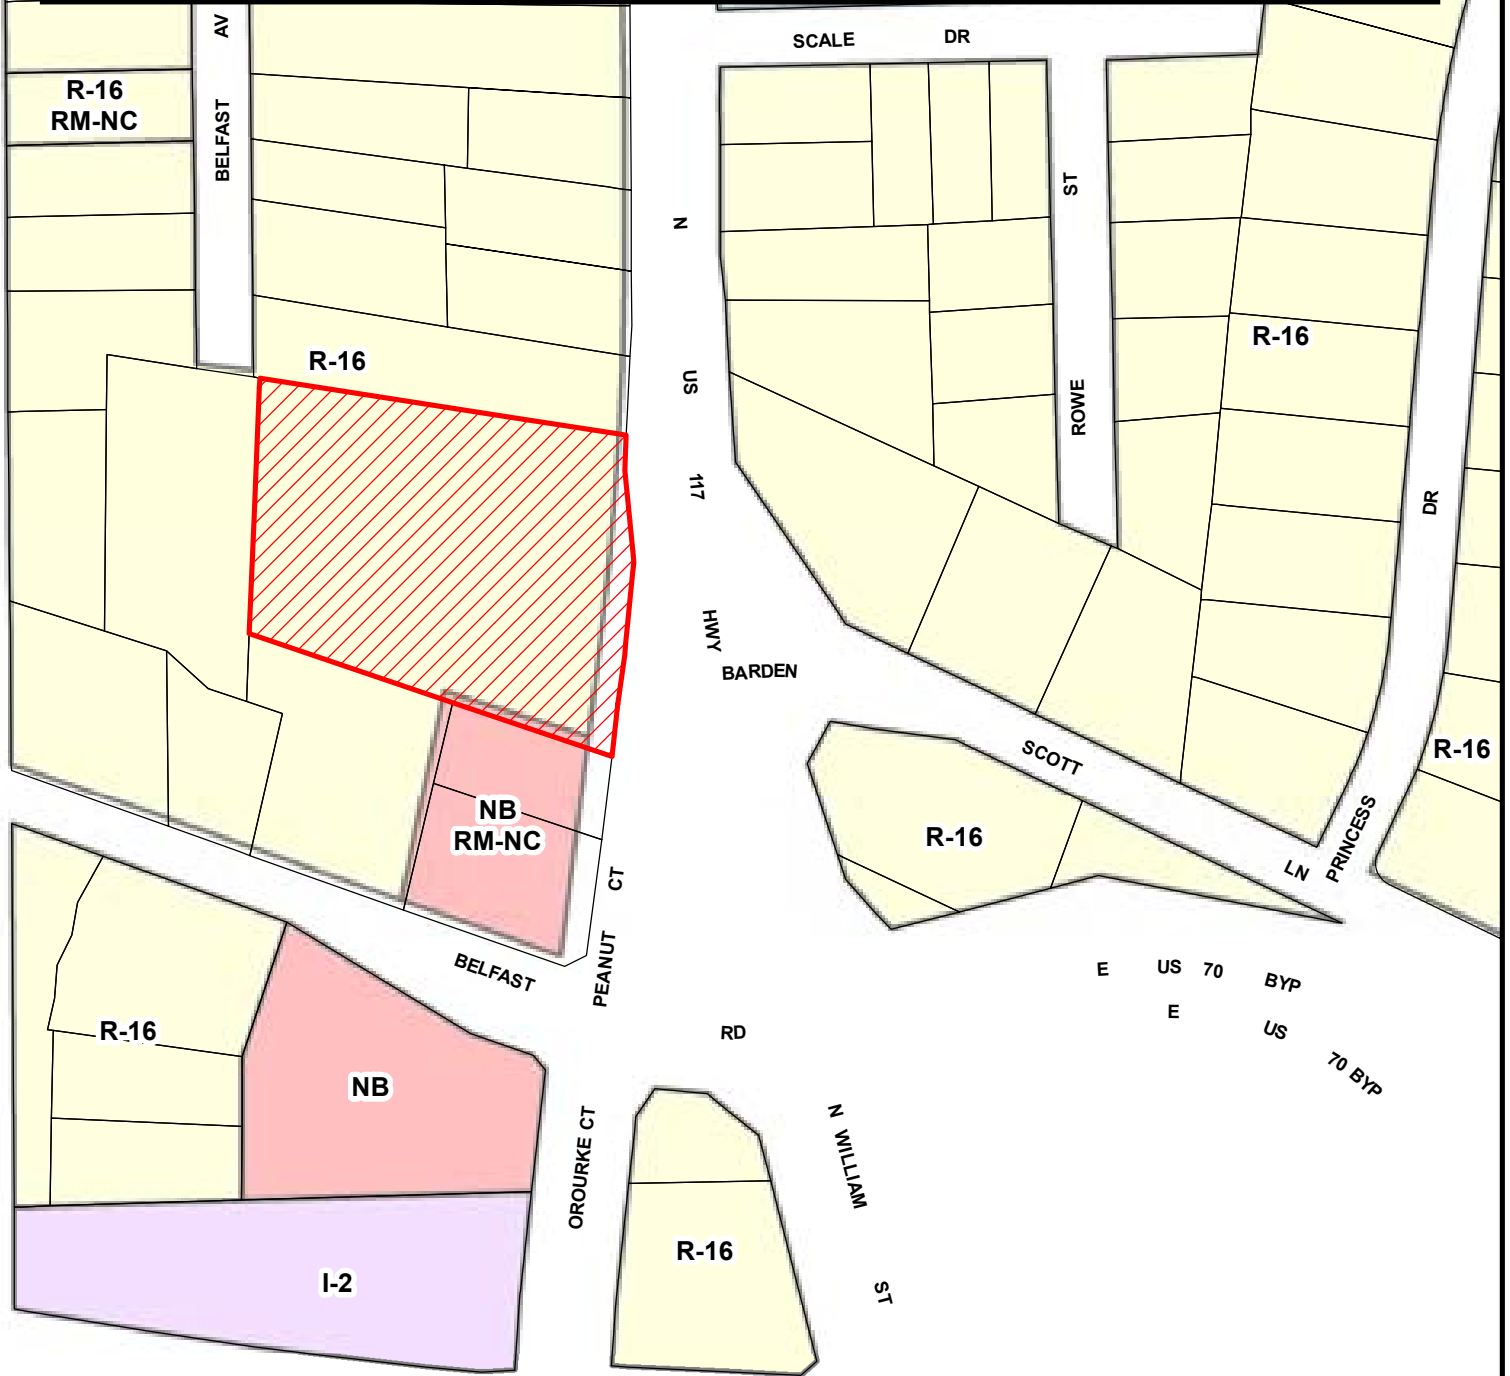 AV
SCALE DR
R-16
RM-NC
BELFAST
ST
N
R-16
R-16
US
ROWE
117
DR
HWY
BARDEN
SCOTT
R-16
NB
RM-NC
R-16
PRINCESS
LN
CT
PEANUT
BELFAST
E US 70 BYP
E US 70 BYP
R-16
RD
NB
OROURKE CT
N WILLIAM ST
R-16
I-2